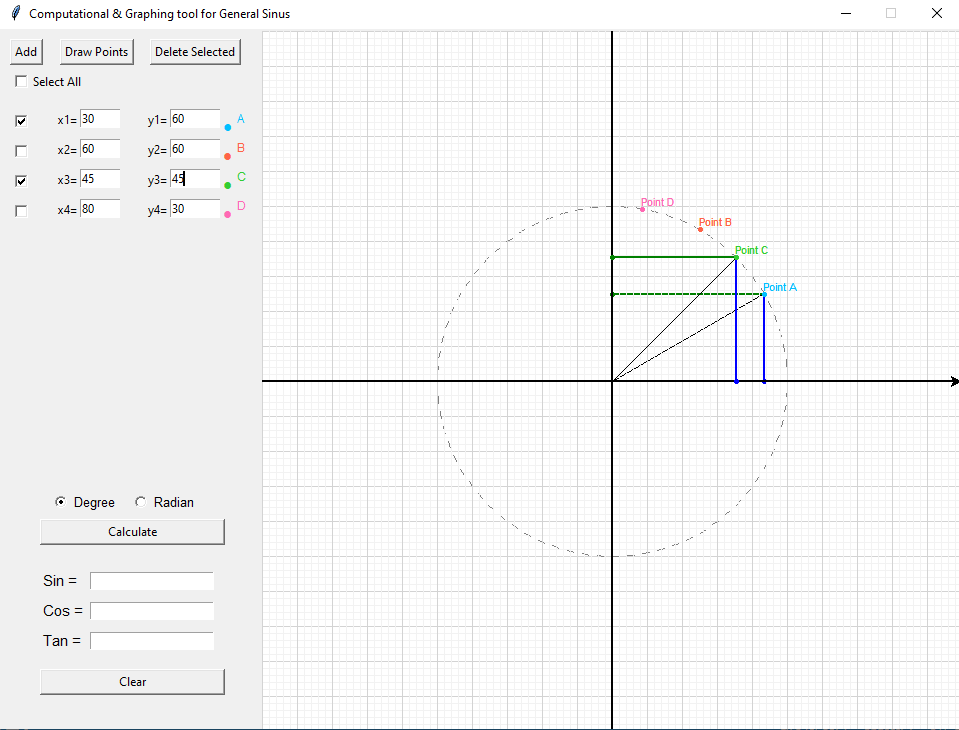 Computational & Graphing tool for General Sinus
Add Draw Points Delete Selected
Select All
x1= 30 y1= 60 A
x2= 60 y2= 60 B
x3= 45 y3= 45 C
x4= 80 y4= 30 D
Point D
Point B
Point C
Point A
Degree Radian
Calculate
Sin =
Cos =
Tan =
Clear